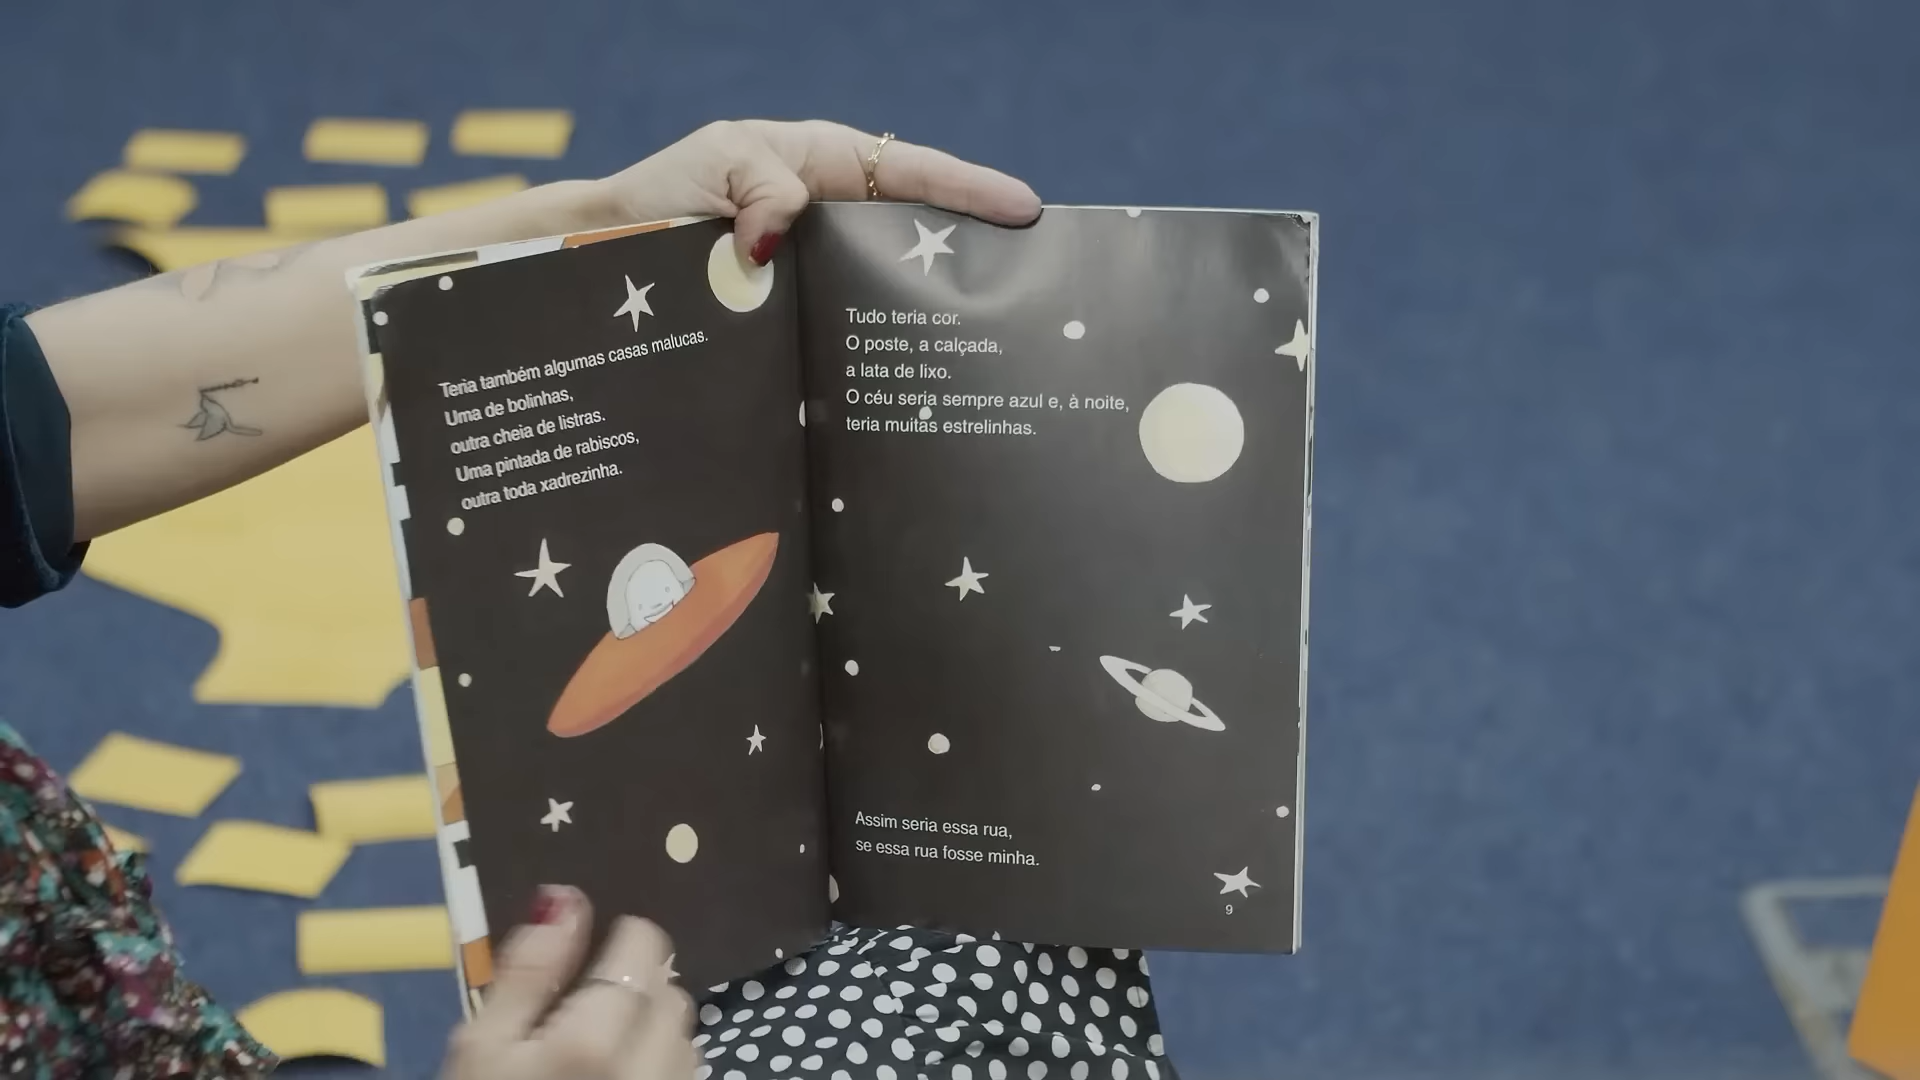 Teria também algumas casas malucas.
Uma de bolinhas,
outra cheia de listras.
Uma pintada de rabiscos,
outra toda xadrezinha.
Tudo teria cor.
O poste, a calçada,
a lata de lixo.
O céu seria sempre azul e, à noite,
teria muitas estrelinhas.
Assim seria essa rua,
se essa rua fosse minha.
9